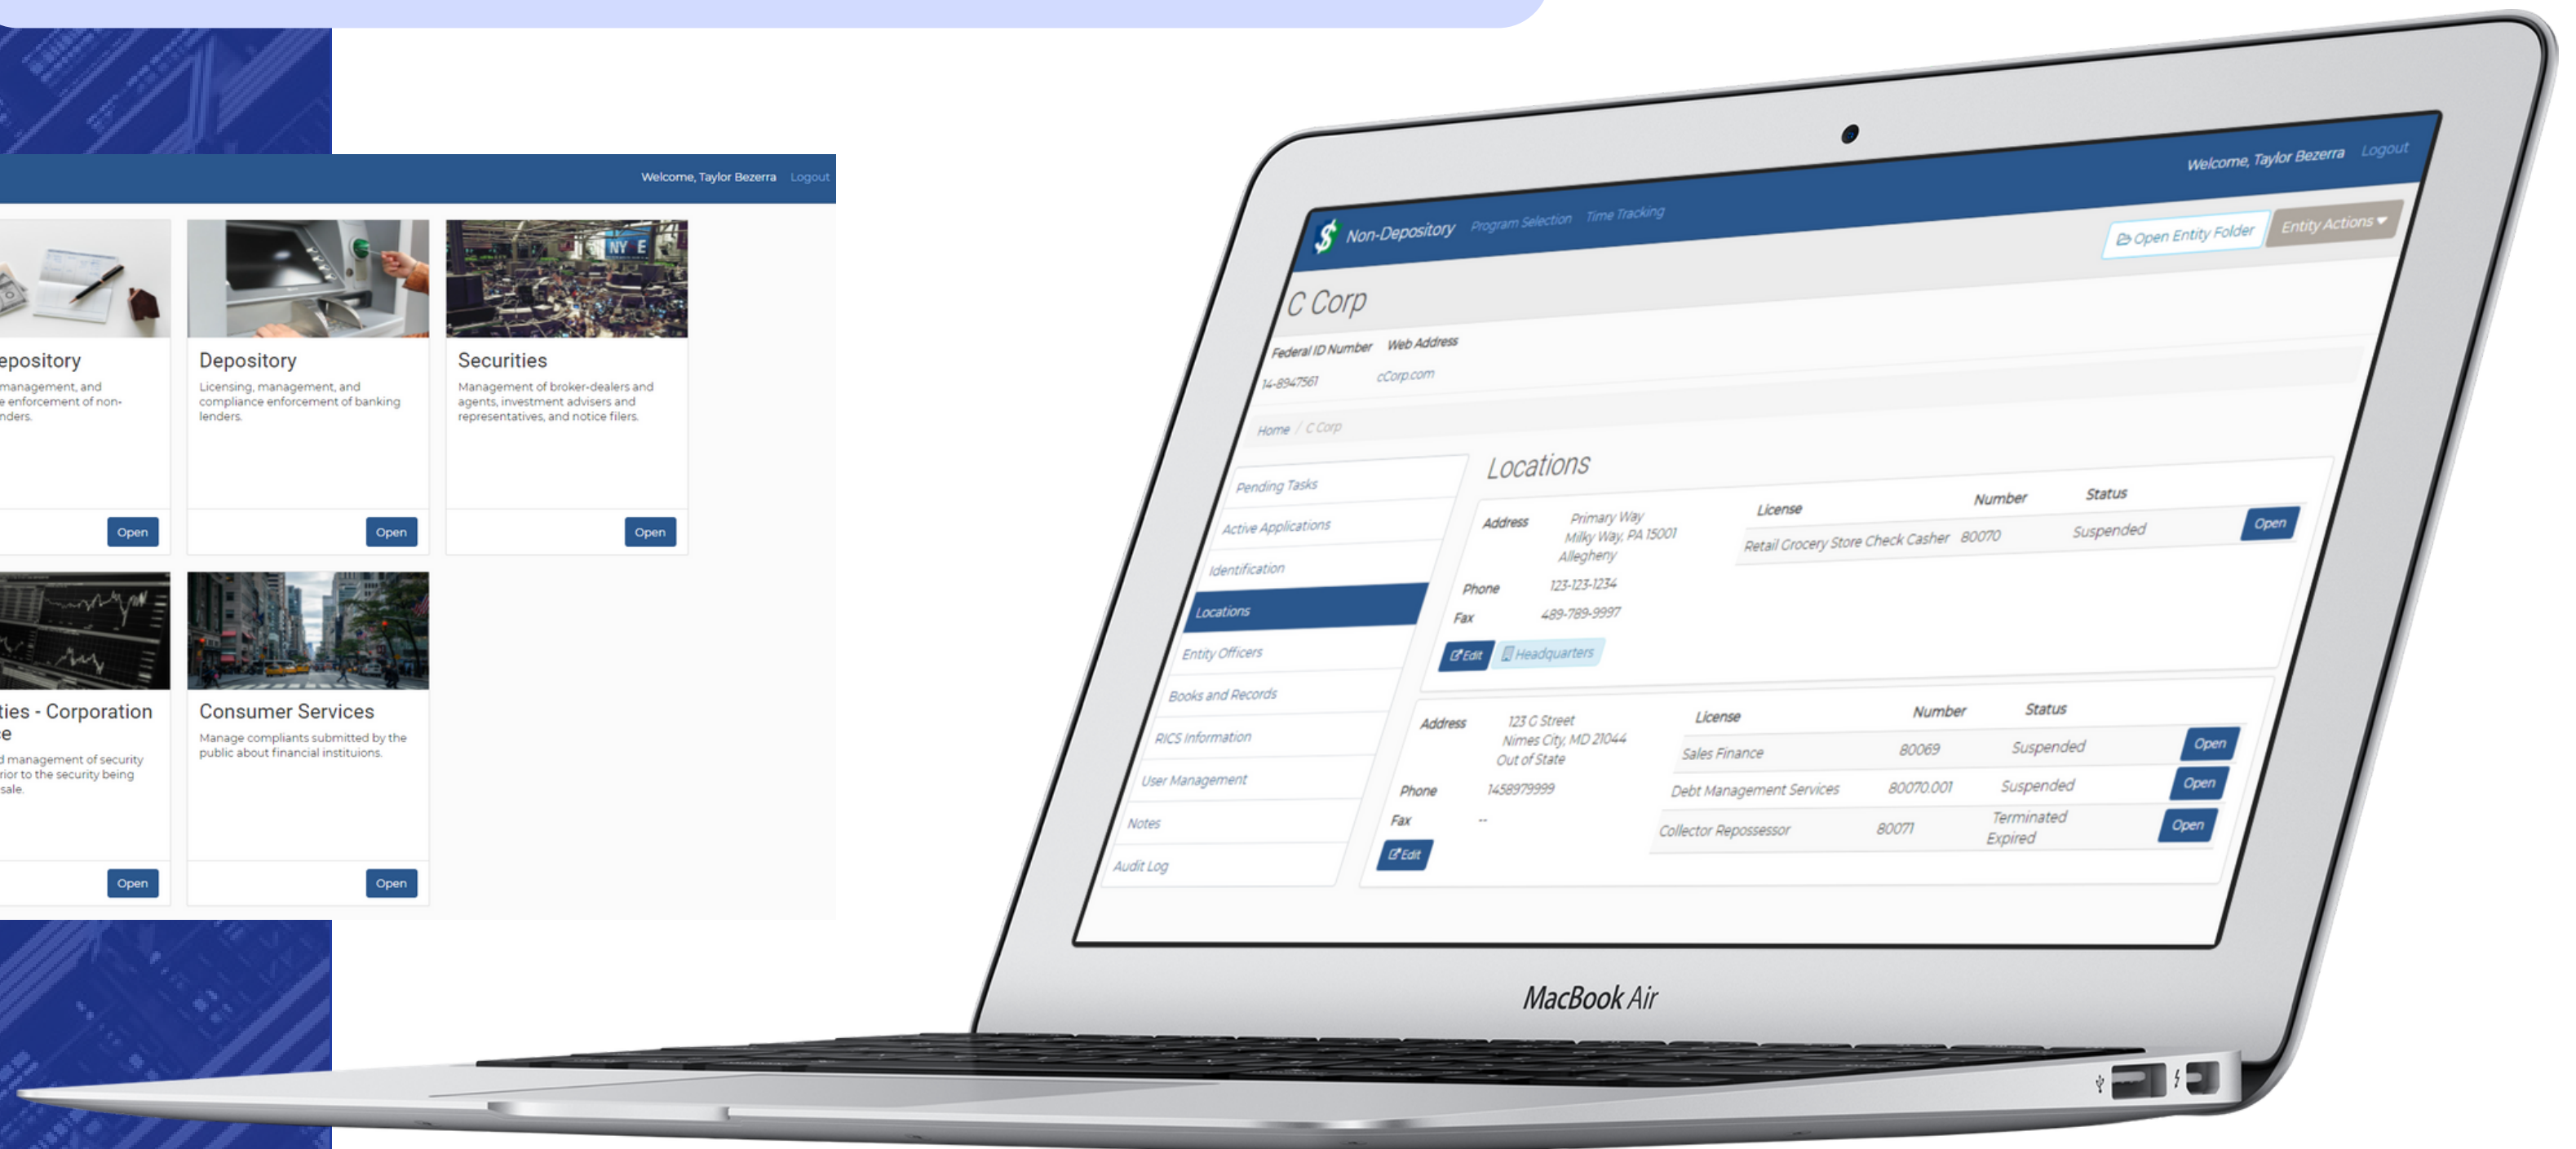 Welcome, Taylor Bezerra Logout
NY E
epository
management, and
e enforcement of non-
nders.
Open
Depository
Licensing, management, and
compliance enforcement of banking
lenders.
Open
Securities
Management of broker-dealers and
agents, investment advisers and
representatives, and notice filers.
Open
ties - Corporation
ce
d management of security
rior to the security being
sale.
Open
Consumer Services
Manage compliants submitted by the
public about financial instituions.
Open
$ Non-Depository Program Selection Time Tracking
Welcome, Taylor Bezerra Logout
C Corp
Open Entity Folder Entity Actions
Federal ID Number Web Address
14-8947561 cCorp.com
Home / C Corp
Pending Tasks
Active Applications
Identification
Locations
Entity Officers
Books and Records
RICS Information
User Management
Notes
Audit Log
Locations
Address Primary Way
Milky Way, PA 15001
Allegheny
Phone 123-123-1234
Fax 489-789-9997
Edit Headquarters
License Number Status
Retail Grocery Store Check Casher 80070 Suspended Open
Address 123 G Street
Nimes City, MD 21044
Out of State
Phone 1458979999
Fax --
Edit
License Number Status
Sales Finance 80069 Suspended Open
Debt Management Services 80070.001 Suspended Open
Collector Repossessor 80071 Terminated
Expired Open
MacBook Air